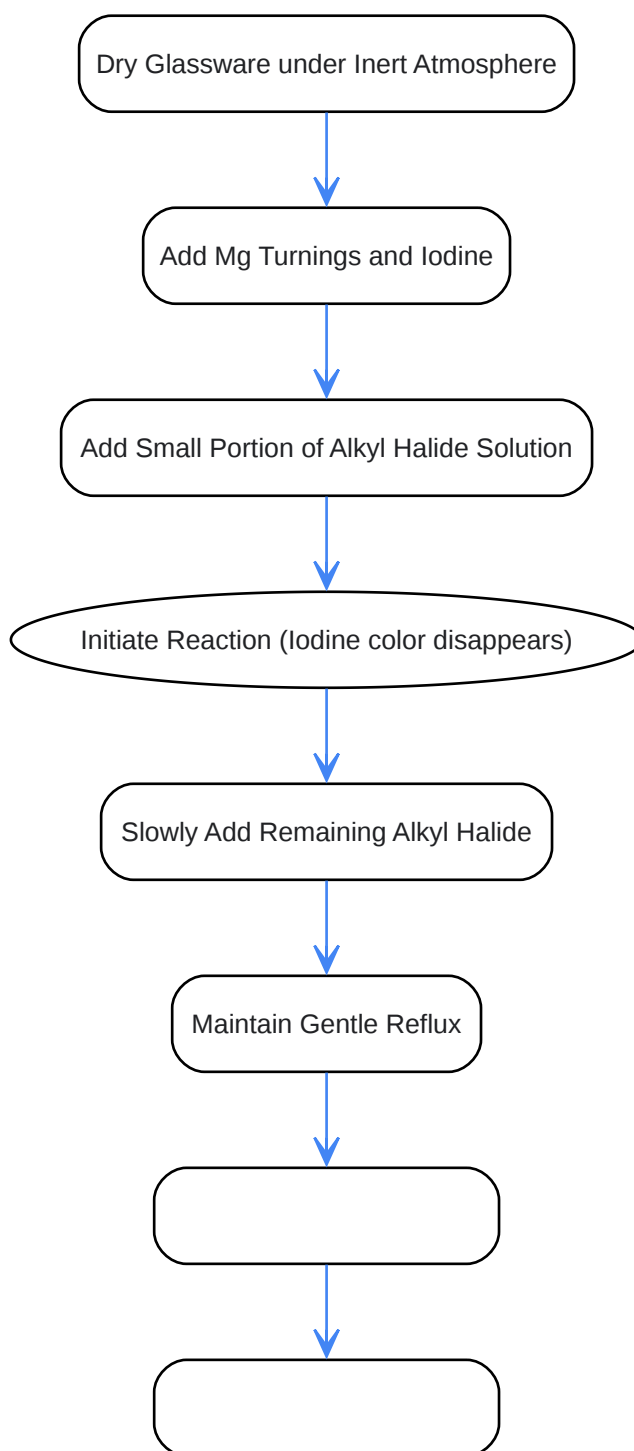 Dry Glassware under Inert Atmosphere
Add Mg Turnings and Iodine
Add Small Portion of Alkyl Halide Solution
Initiate Reaction (Iodine color disappears)
Slowly Add Remaining Alkyl Halide
Maintain Gentle Reflux